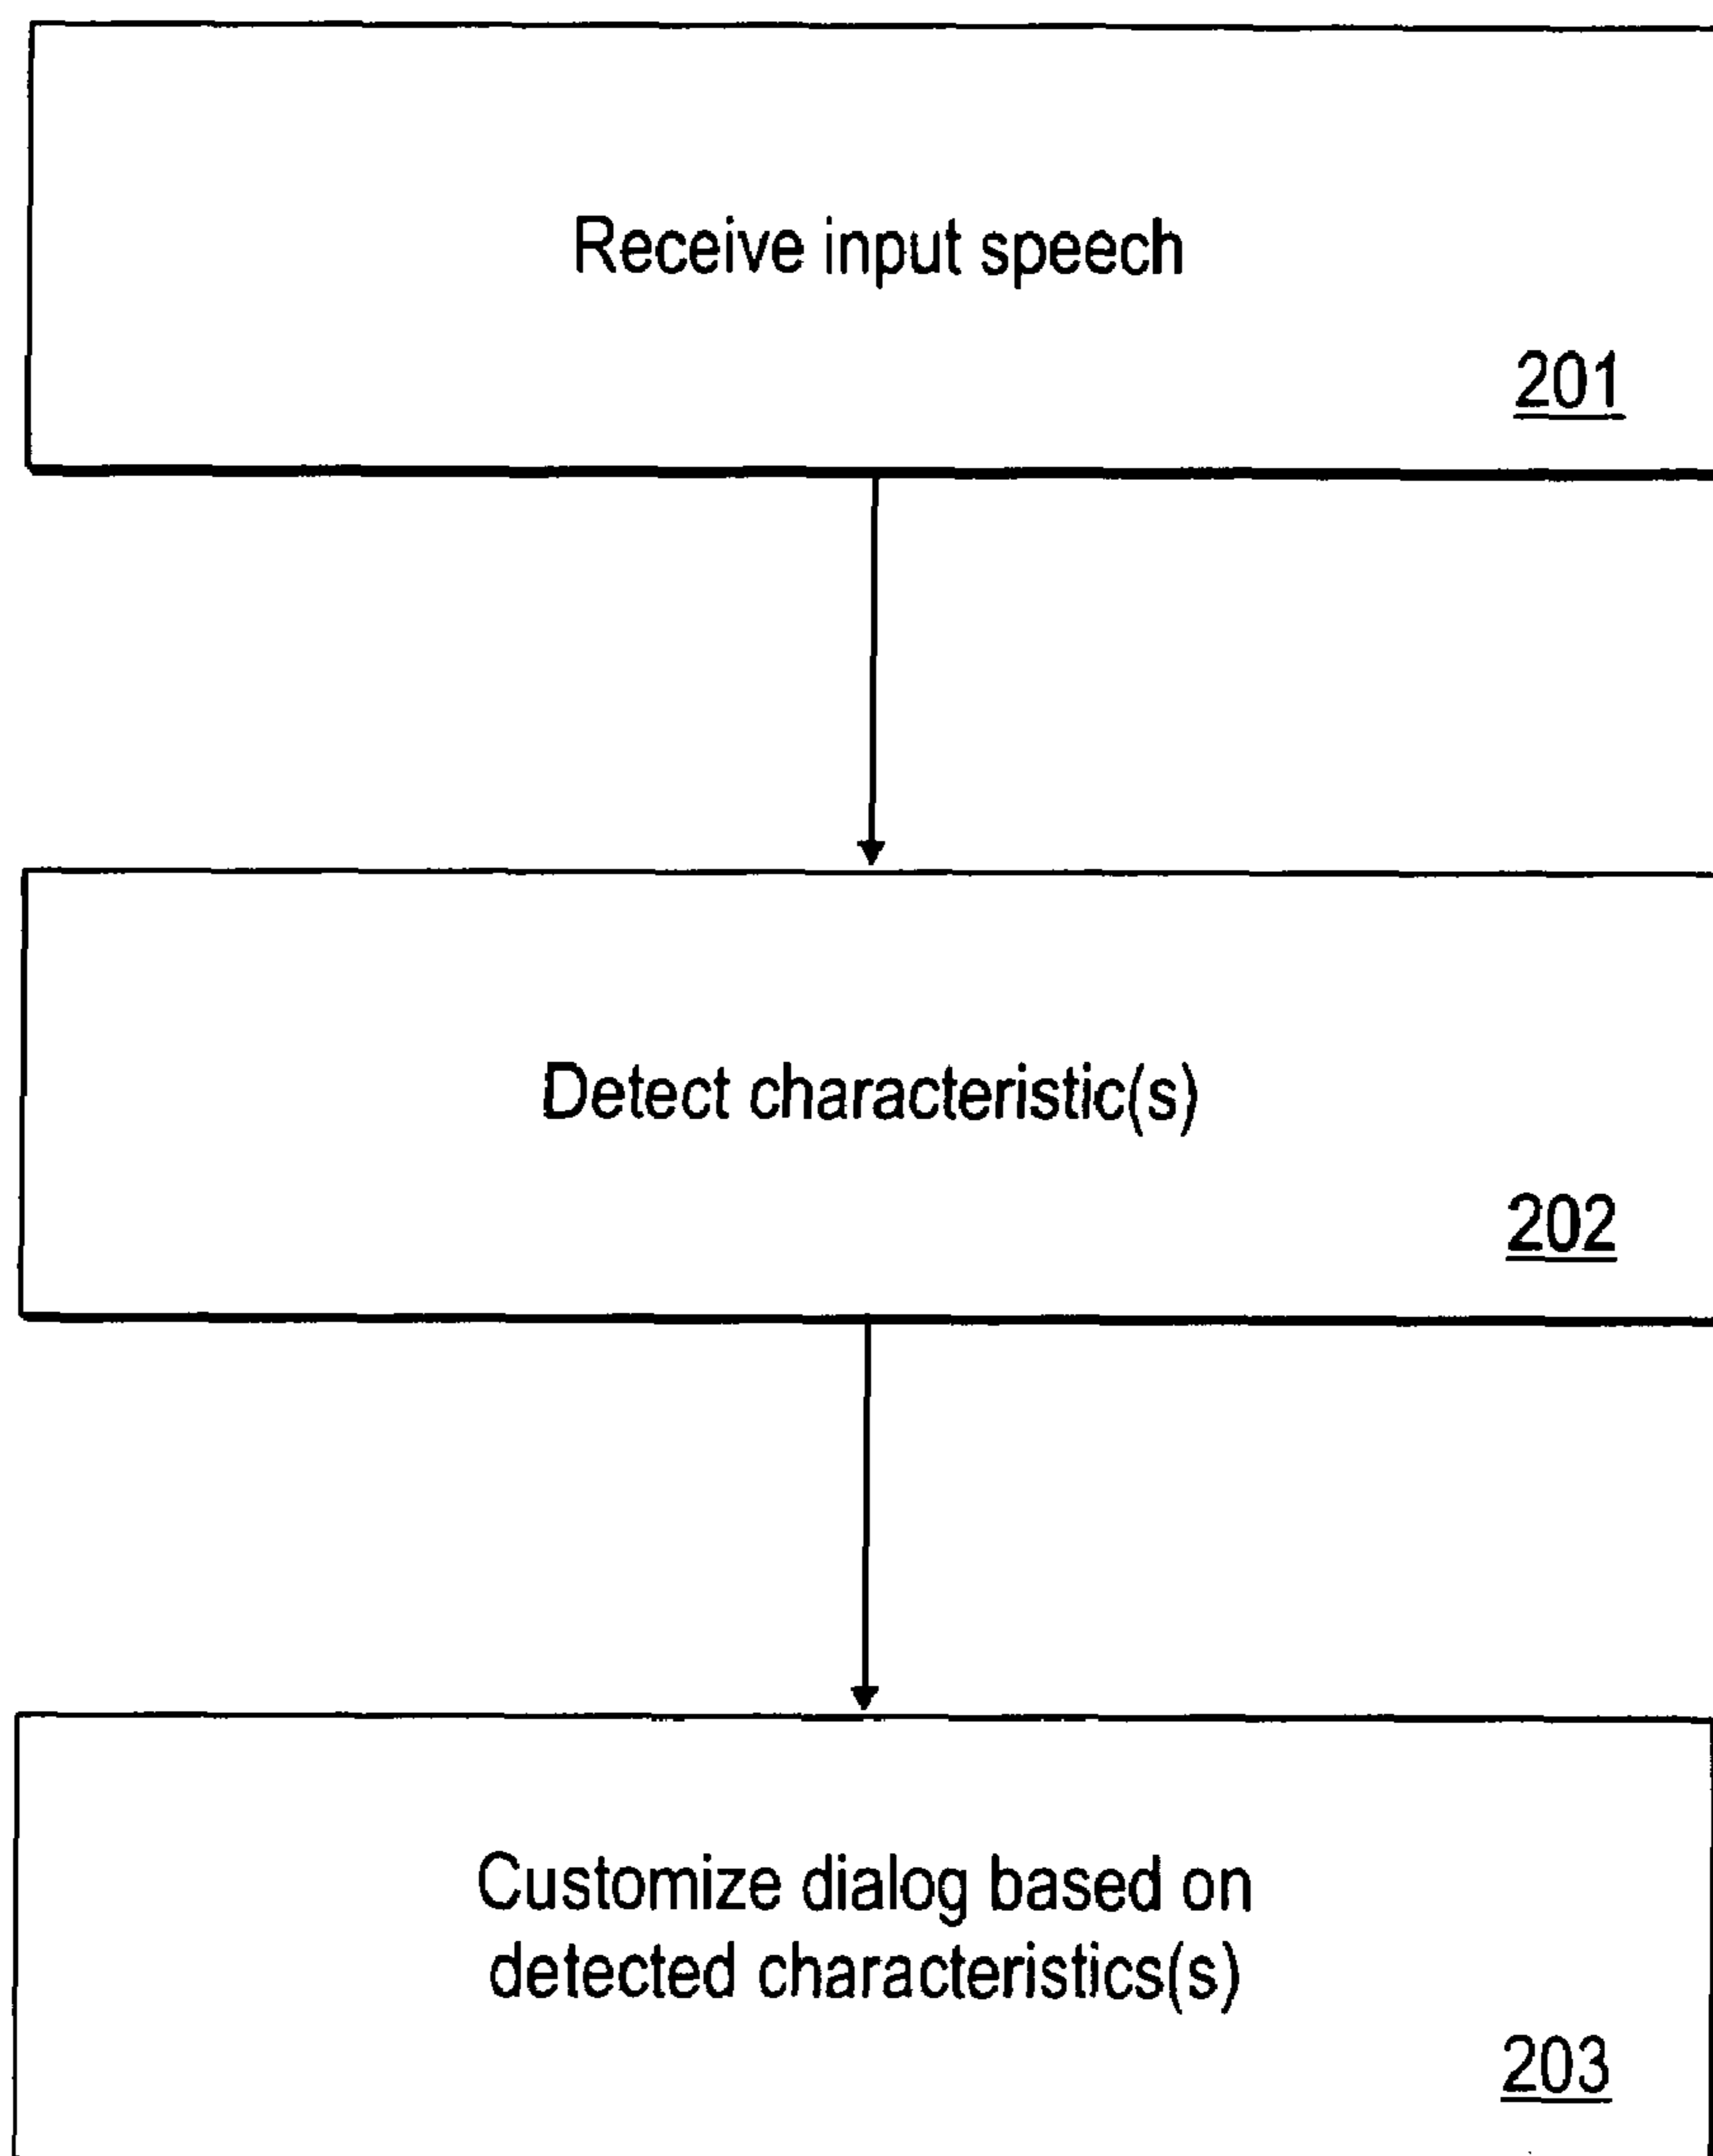 Receive input speech
201
Detect characteristic(s)
202
Customize dialog based on
detected characteristics(s)
203